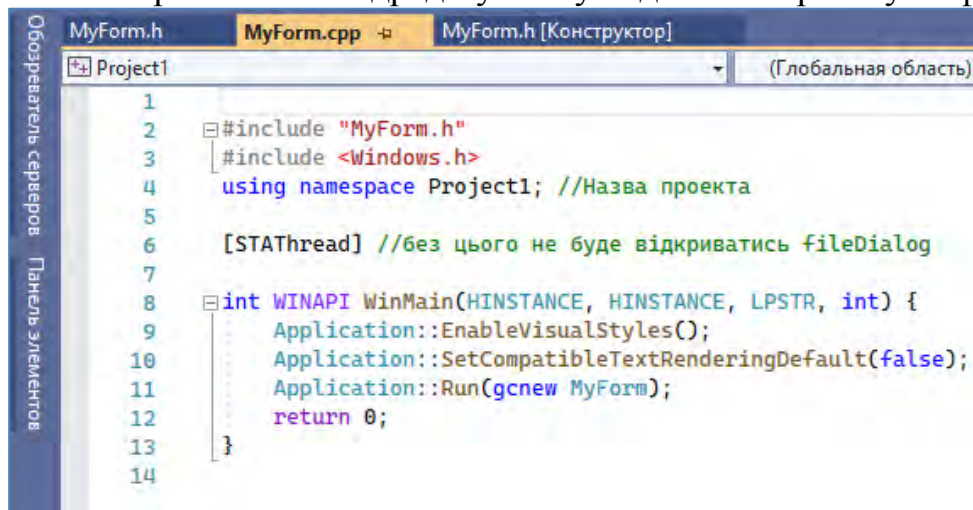 MyForm.h MyForm.cpp MyForm.h [Конструктор]
Project1 (Глобальная область)
Обозреватель серверов
Панель элементов
1
2 #include "MyForm.h"
3 #include <Windows.h>
4 using namespace Project1; //Назва проекта
5
6 [STAThread] //без цього не буде відкриватись fileDialog
7
8 int WINAPI WinMain(HINSTANCE, HINSTANCE, LPSTR, int) {
9 Application::EnableVisualStyles();
10 Application::SetCompatibleTextRenderingDefault(false);
11 Application::Run(gcnew MyForm);
12 return 0;
13 }
14